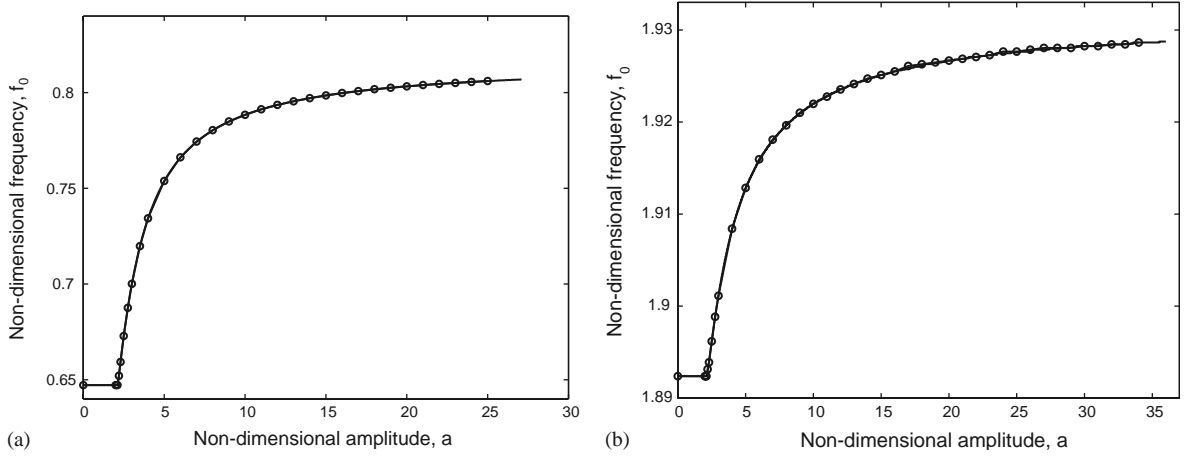 0.8
0.75
0.7
0.65
0 5 10 15 20 25 30
Non-dimensional frequency, f0
Non-dimensional amplitude, a
(a)
1.93
1.92
1.91
1.9
1.89
0 5 10 15 20 25 30 35
Non-dimensional frequency, f0
Non-dimensional amplitude, a
(b)